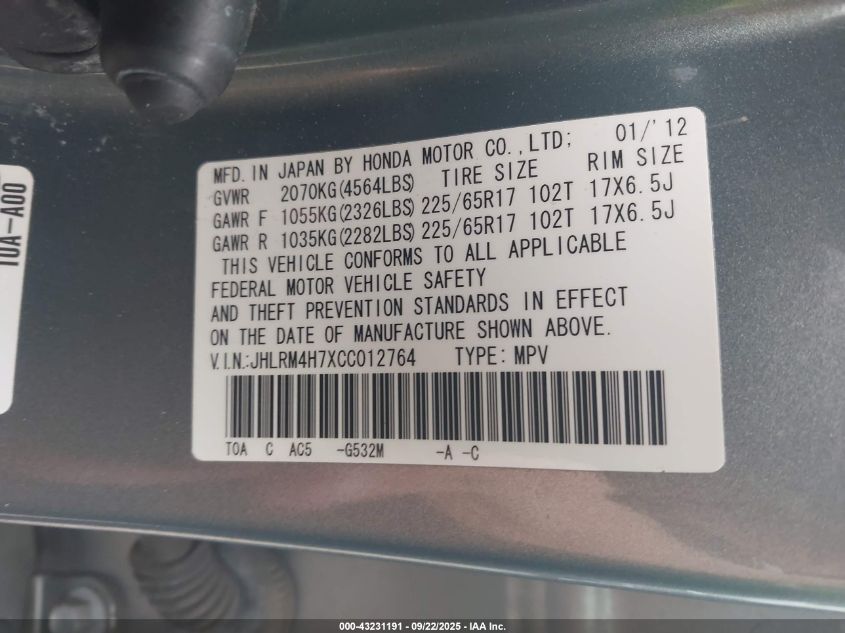 MFD. IN JAPAN BY HONDA MOTOR CO., LTD; 01/'12
GVWR 2070KG(4564LBS) TIRE SIZE RIM SIZE
GAWR F 1055KG(2326LBS) 225/65R17 102T 17X6.5J
GAWR R 1035KG(2282LBS) 225/65R17 102T 17X6.5J
THIS VEHICLE CONFORMS TO ALL APPLICABLE
FEDERAL MOTOR VEHICLE SAFETY
AND THEFT PREVENTION STANDARDS IN EFFECT
ON THE DATE OF MANUFACTURE SHOWN ABOVE.
V.I.N.:JHLRM4H7XCC012764 TYPE: MPV
T0A C AC5 -G532M -A -C
T0A-A00
000-43231191 - 09/22/2025 - IAA Inc.